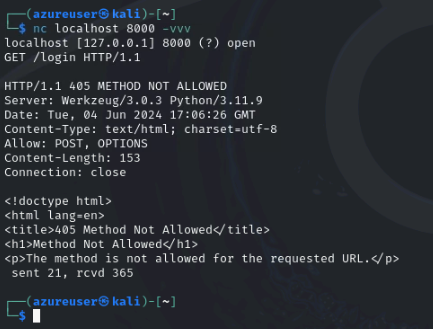 ┌──(azureuser㉿kali)-[~]
└─$ nc localhost 8000 -vvv
localhost [127.0.0.1] 8000 (?) open
GET /login HTTP/1.1

HTTP/1.1 405 METHOD NOT ALLOWED
Server: Werkzeug/3.0.3 Python/3.11.9
Date: Tue, 04 Jun 2024 17:06:26 GMT
Content-Type: text/html; charset=utf-8
Allow: POST, OPTIONS
Content-Length: 153
Connection: close

<!doctype html>
<html lang=en>
<title>405 Method Not Allowed</title>
<h1>Method Not Allowed</h1>
<p>The method is not allowed for the requested URL.</p>
 sent 21, rcvd 365

┌──(azureuser㉿kali)-[~]
└─$